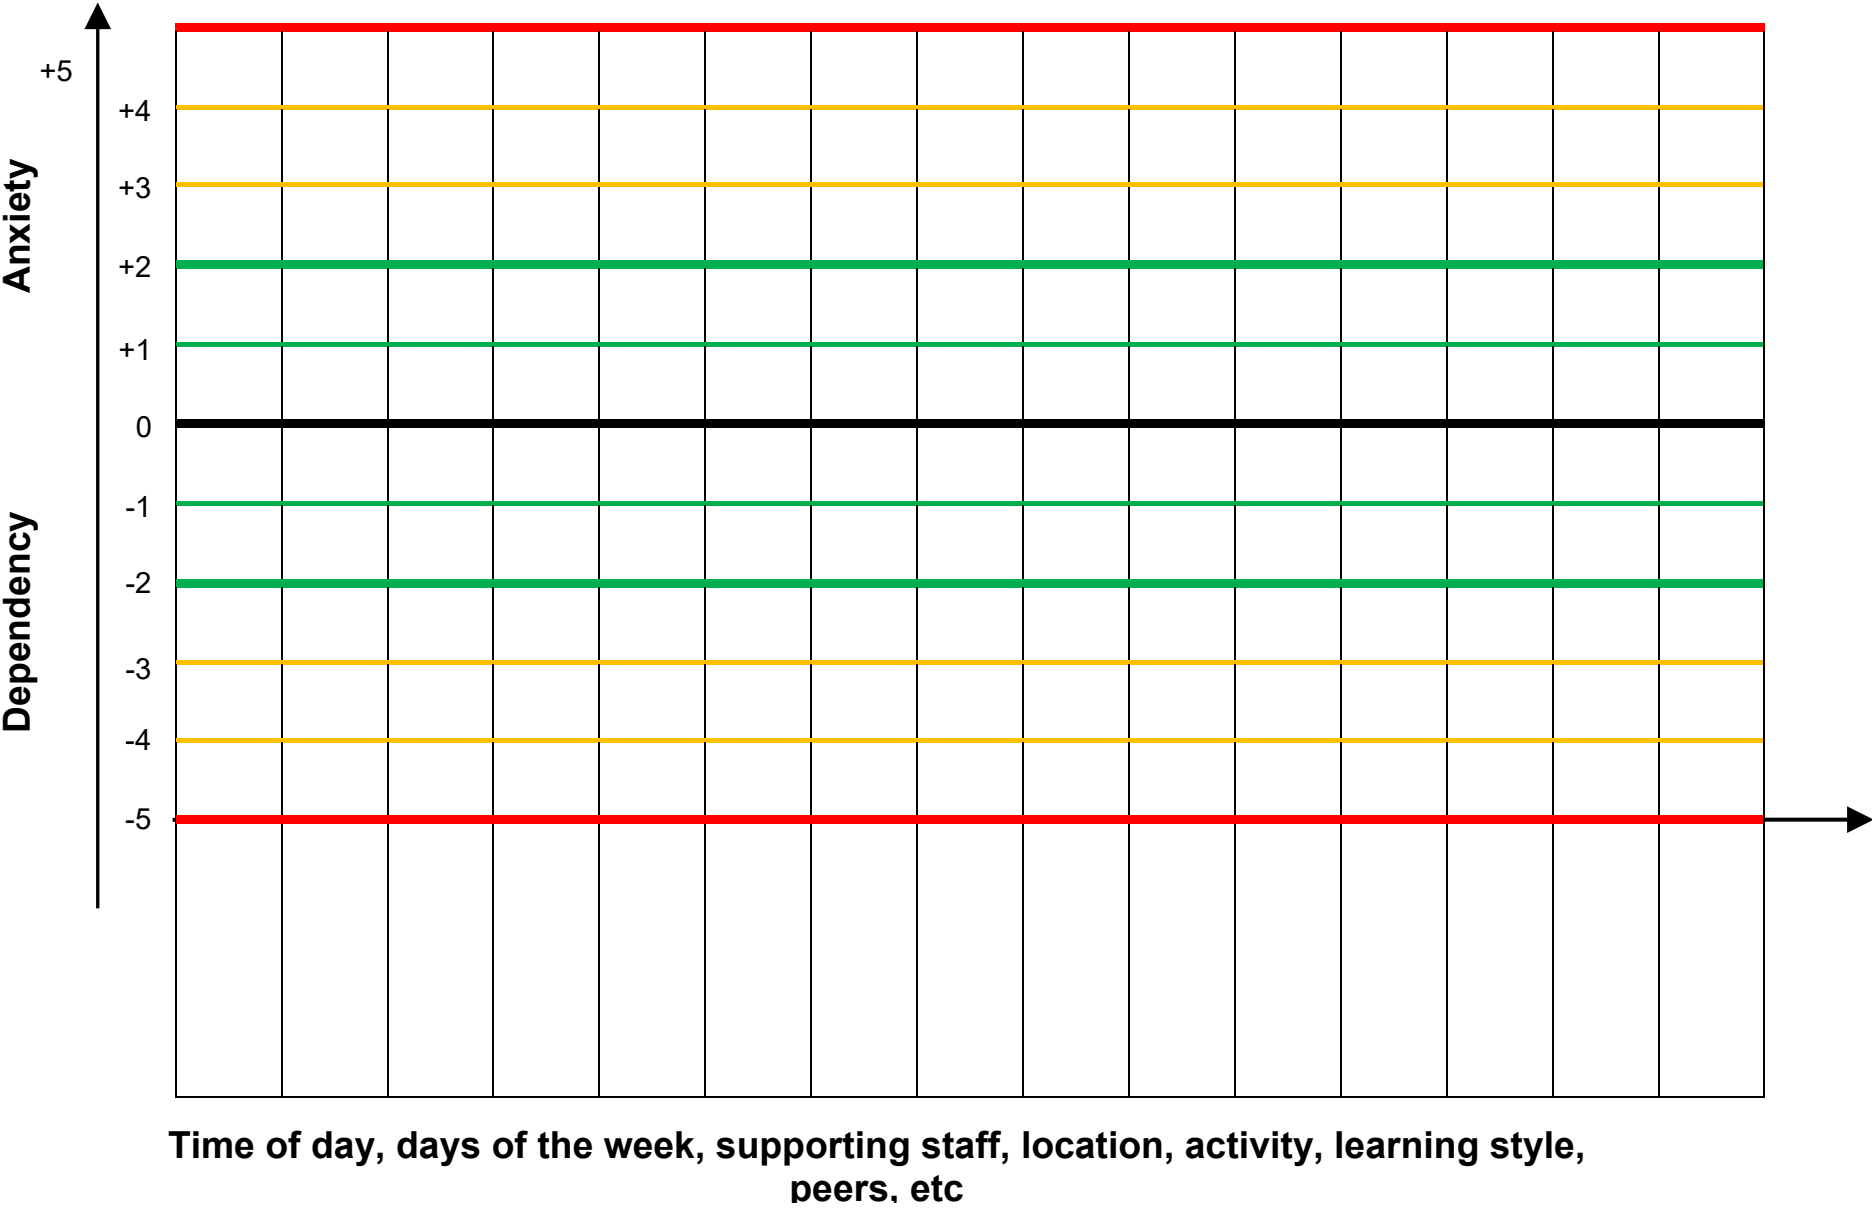 +5
+4
+3
Anxiety
+2
+1
0
-1
-2
Dependency
-3
-4
-5
Time of day, days of the week, supporting staff, location, activity, learning style,
peers, etc